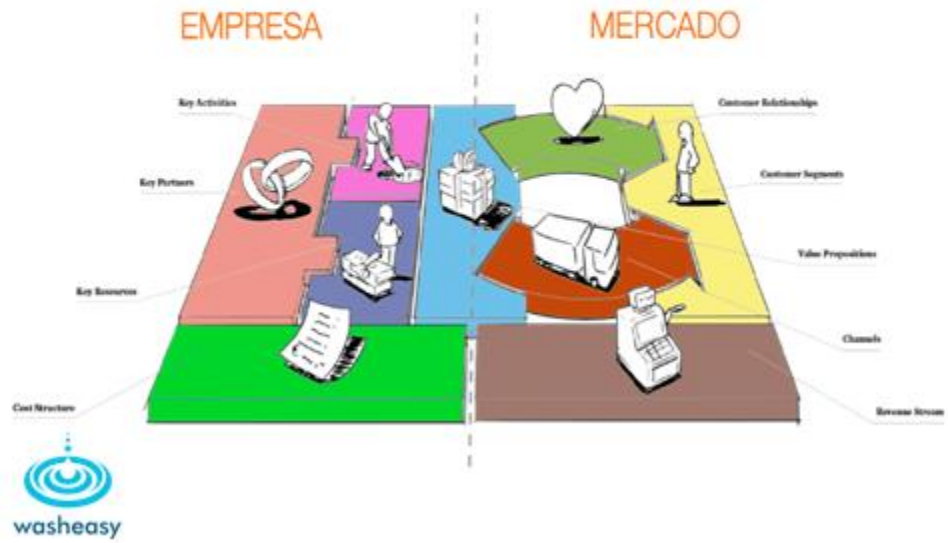 EMPRESA
MERCADO
Key Activities
Customer Relationships
Key Partners
Customer Segments
Value Propositions
Key Resources
Channels
Cost Structure
Revenue Stream
washeasy